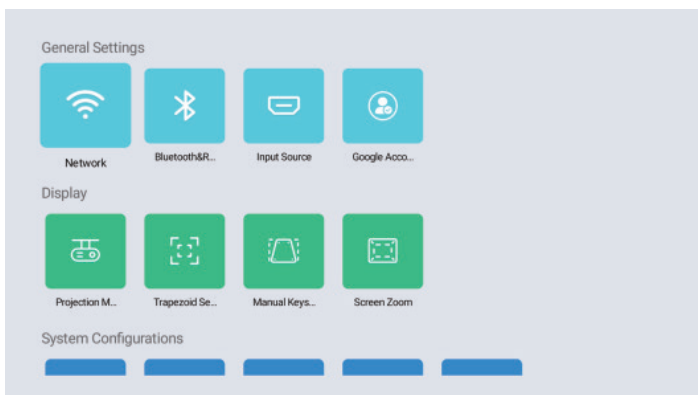 General Settings
Network
Bluetooth&R...
Input Source
Google Acco...
Display
Projection M...
Trapezoid Se...
Manual Keys...
Screen Zoom
System Configurations